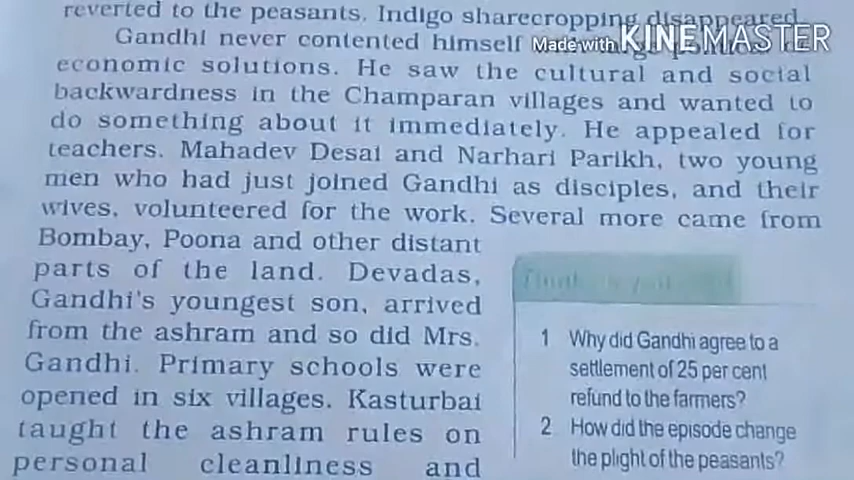 reverted to the peasants. Indigo sharecropping disappeared.
Gandhi never contented himself
Made with KINEMASTER
economic solutions. He saw the cultural and social
backwardness in the Champaran villages and wanted to
do something about it immediately. He appealed for
teachers. Mahadev Desai and Narhari Parikh, two young
men who had just joined Gandhi as disciples, and their
wives, volunteered for the work. Several more came from
Bombay, Poona and other distant
parts of the land. Devadas,
Gandhi's youngest son, arrived
from the ashram and so did Mrs.
Gandhi. Primary schools were
opened in six villages. Kasturbai
taught the ashram rules on
personal cleanliness and
1 Why did Gandhi agree to a
settlement of 25 per cent
refund to the farmers?
2 How did the episode change
the plight of the peasants?